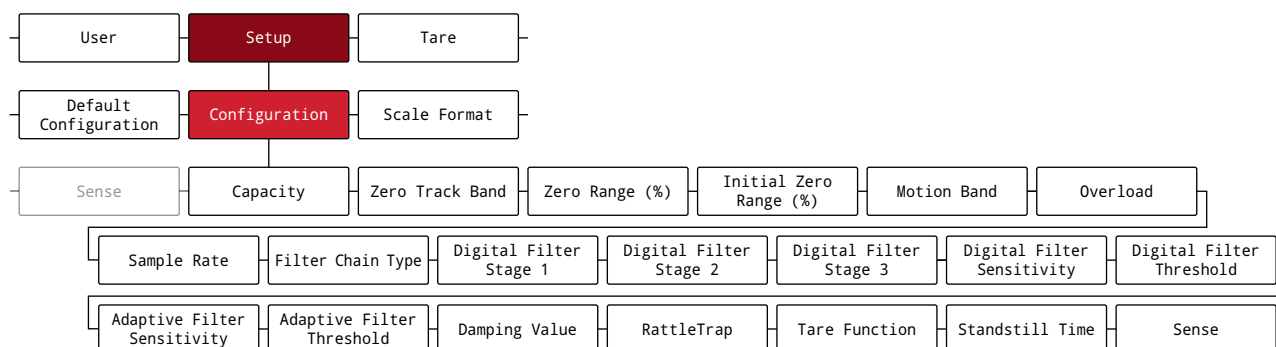 User
Setup
Tare
Default
Configuration
Configuration
Scale Format
Sense
Capacity
Zero Track Band
Zero Range (%)
Initial Zero
Range (%)
Motion Band
Overload
Sample Rate
Filter Chain Type
Digital Filter
Stage 1
Digital Filter
Stage 2
Digital Filter
Stage 3
Digital Filter
Sensitivity
Digital Filter
Threshold
Adaptive Filter
Sensitivity
Adaptive Filter
Threshold
Damping Value
RattleTrap
Tare Function
Standstill Time
Sense